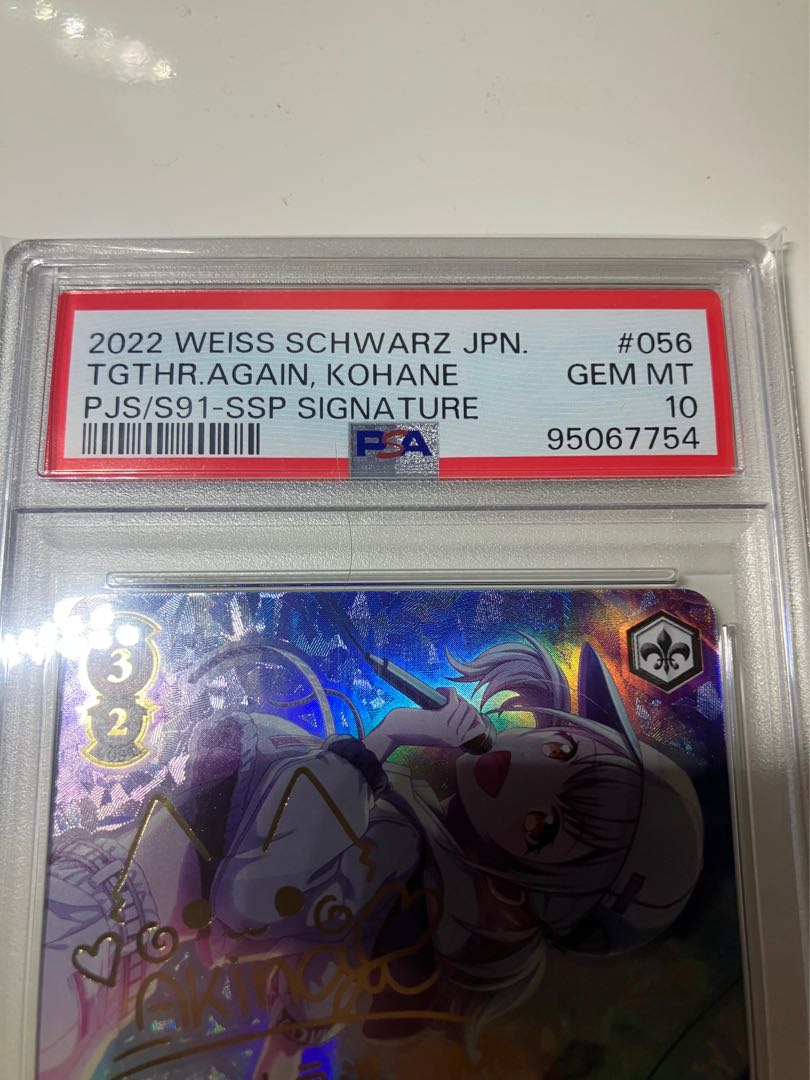 2022 WEISS SCHWARZ JPN. #056
TGTHR.AGAIN, KOHANE GEM MT
PJS/S91-SSP SIGNATURE 10
PSA 95067754
3
2